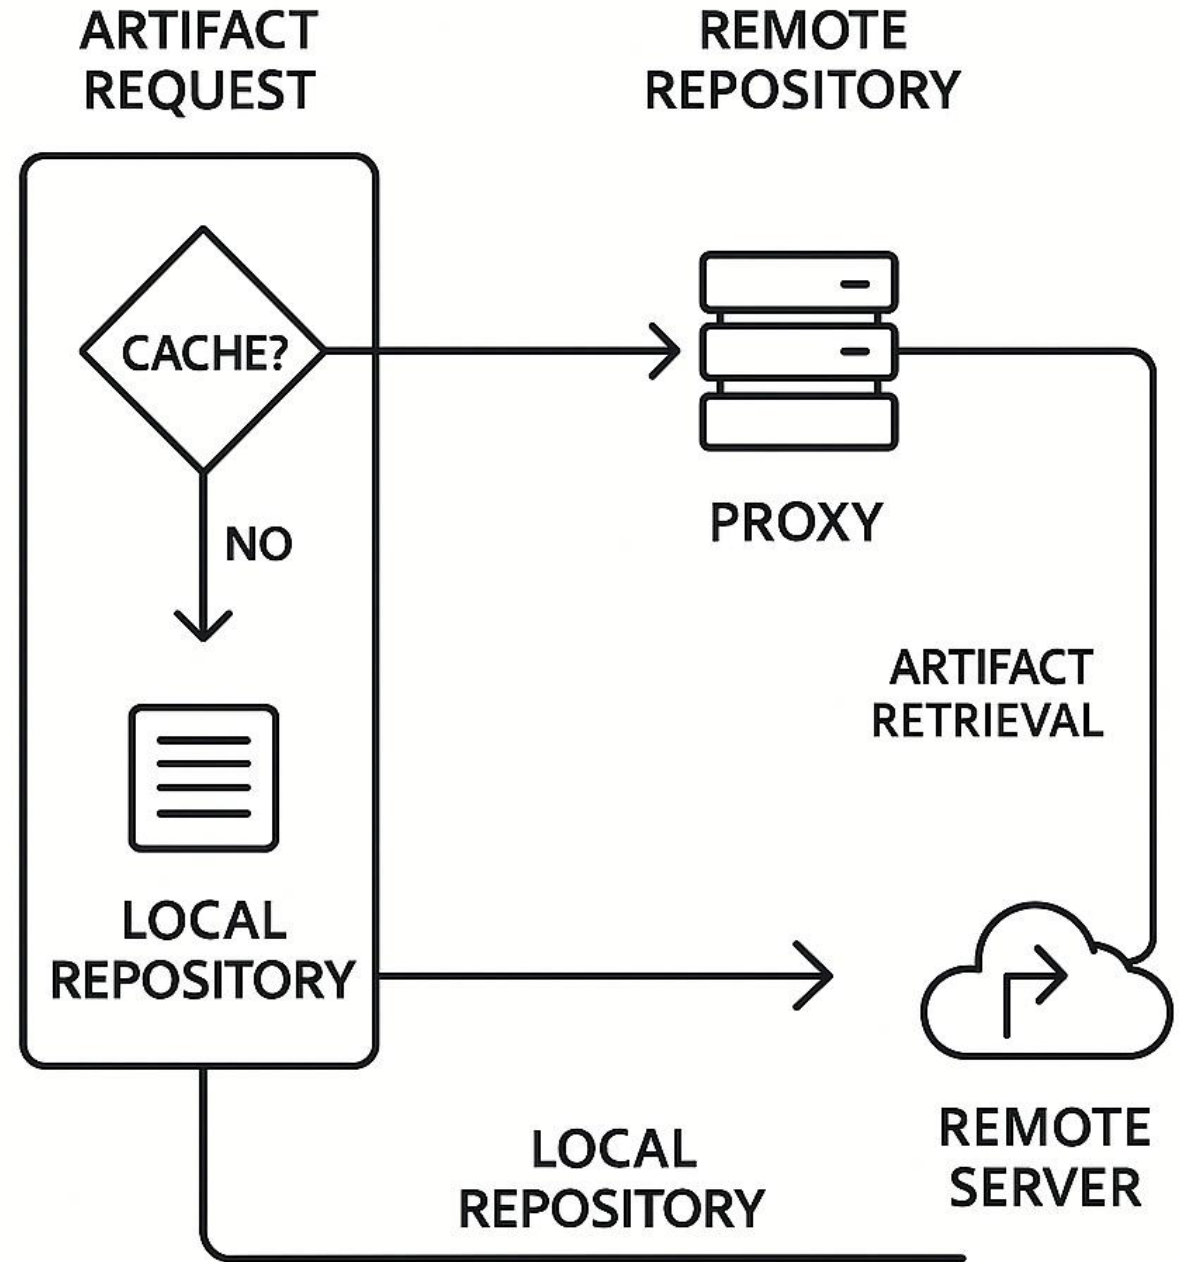 ARTIFACT
REQUEST
REMOTE
REPOSITORY
CACHE?
NO
PROXY
ARTIFACT
RETRIEVAL
LOCAL
REPOSITORY
REMOTE
SERVER
LOCAL
REPOSITORY